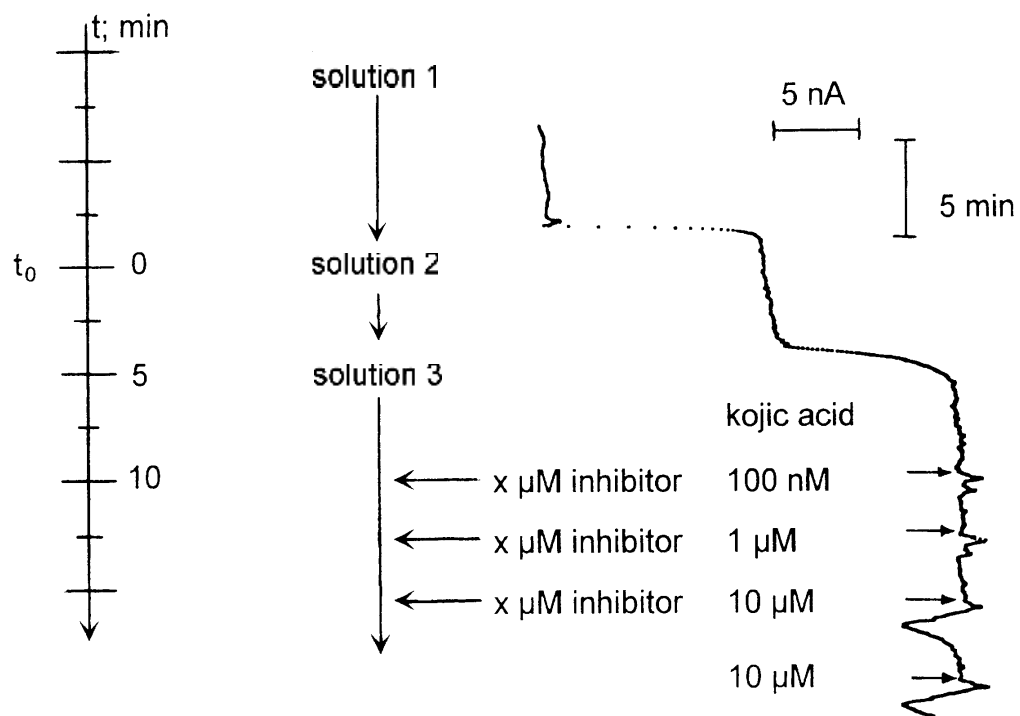 t; min
solution 1
5 nA
5 min
t₀ 0 solution 2
5 solution 3
kojic acid
10 x µM inhibitor 100 nM
x µM inhibitor 1 µM
x µM inhibitor 10 µM
10 µM